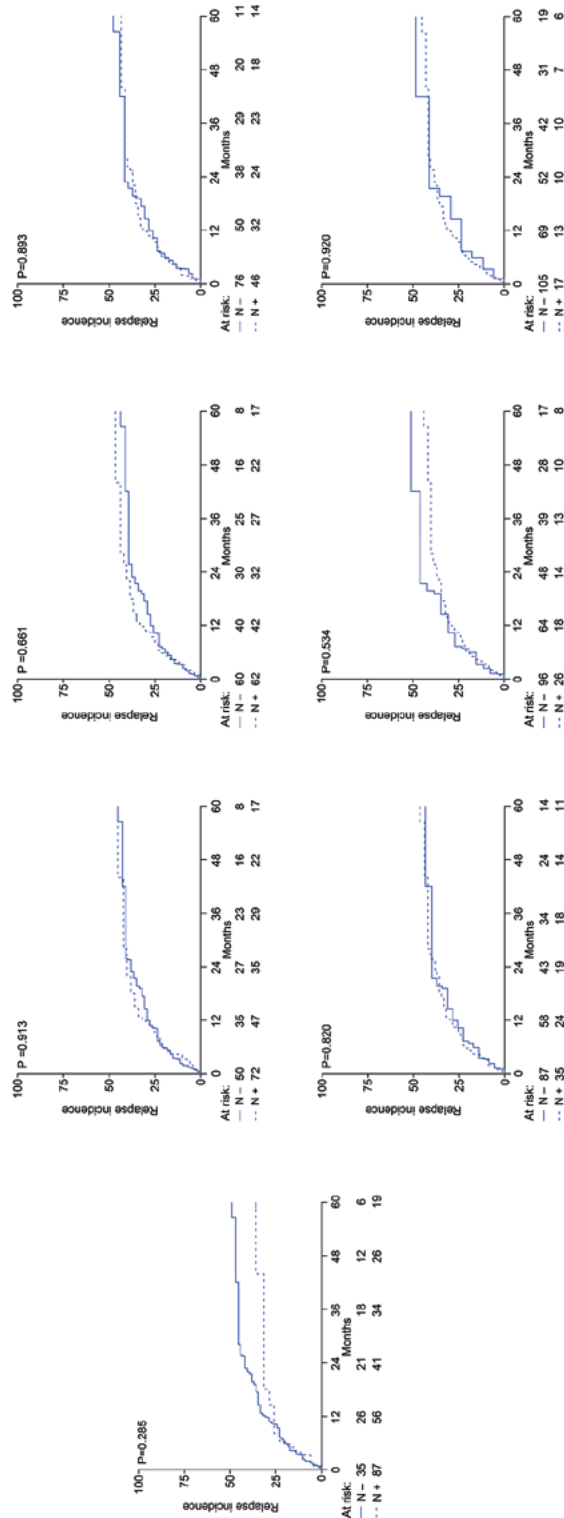 P=0.285
100
75
50
25
0
Relapse incidence
0 12 24 36 48 60
Months
At risk:
N – 35 26 21 18 12 6
N + 87 56 41 34 26 19
P =0.913
100
75
50
25
0
Relapse incidence
0 12 24 36 48 60
Months
At risk:
N – 50 35 27 23 16 8
N + 72 47 35 29 22 17
P =0.661
100
75
50
25
0
Relapse incidence
0 12 24 36 48 60
Months
At risk:
N – 60 40 30 25 16 8
N + 62 42 32 27 22 17
P=0.893
100
75
50
25
0
Relapse incidence
0 12 24 36 48 60
Months
At risk:
N – 76 50 38 29 20 11
N + 46 32 24 23 18 14
P=0.820
100
75
50
25
0
Relapse incidence
0 12 24 36 48 60
Months
At risk:
N – 87 58 43 34 24 14
N + 35 24 19 18 14 11
P=0.534
100
75
50
25
0
Relapse incidence
0 12 24 36 48 60
Months
At risk:
N – 96 64 48 39 28 17
N + 26 18 14 13 10 8
P=0.920
100
75
50
25
0
Relapse incidence
0 12 24 36 48 60
Months
At risk:
N – 105 69 52 42 31 19
N + 17 13 10 10 7 6